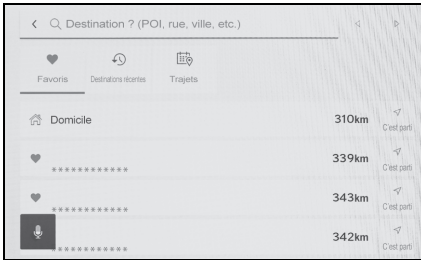 Destination ? (POI, rue, ville, etc.)
Favoris Destinations récentes Trajets
Domicile 310km C'est parti
************ 339km C'est parti
************ 343km C'est parti
************ 342km C'est parti